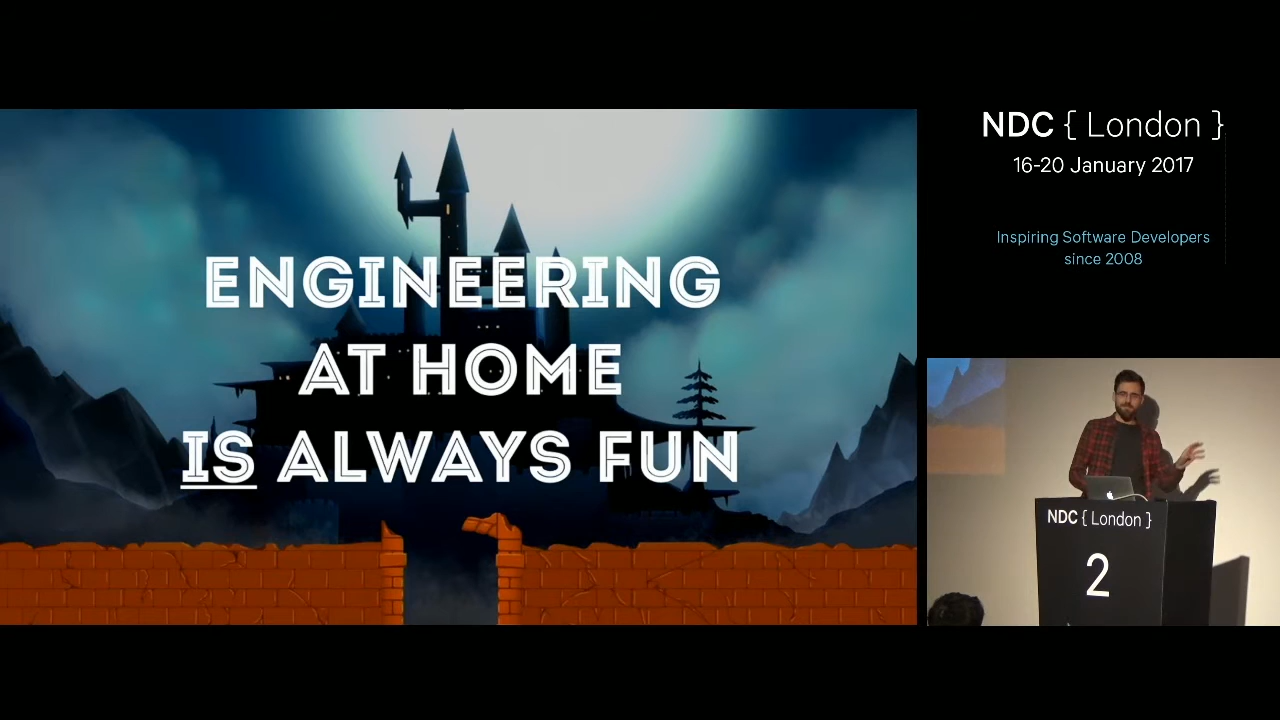 ENGINEERING
AT HOME
IS ALWAYS FUN
NDC { London }
16-20 January 2017
Inspiring Software Developers
since 2008
NDC { London }
2